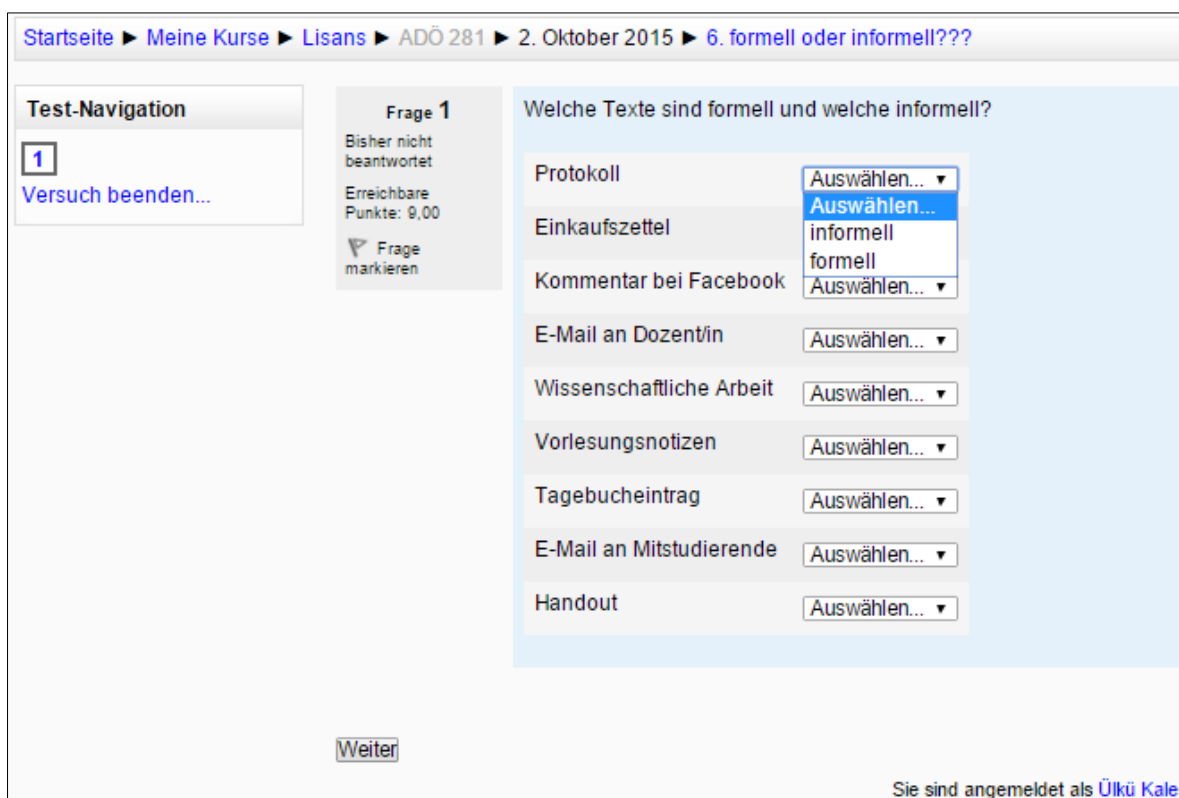 Startseite ► Meine Kurse ► Lisans ► ADÖ 281 ► 2. Oktober 2015 ► 6. formell oder informell???
Test-Navigation
1
Versuch beenden...
Frage 1
Bisher nicht
beantwortet
Erreichbare
Punkte: 9,00
Frage
markieren
Welche Texte sind formell und welche informell?
Protokoll Auswählen...
Auswählen...
informell
formell
Einkaufszettel
Kommentar bei Facebook Auswählen...
E-Mail an Dozent/in Auswählen...
Wissenschaftliche Arbeit Auswählen...
Vorlesungsnotizen Auswählen...
Tagebucheintrag Auswählen...
E-Mail an Mitstudierende Auswählen...
Handout Auswählen...
Weiter
Sie sind angemeldet als Ülkü Kale